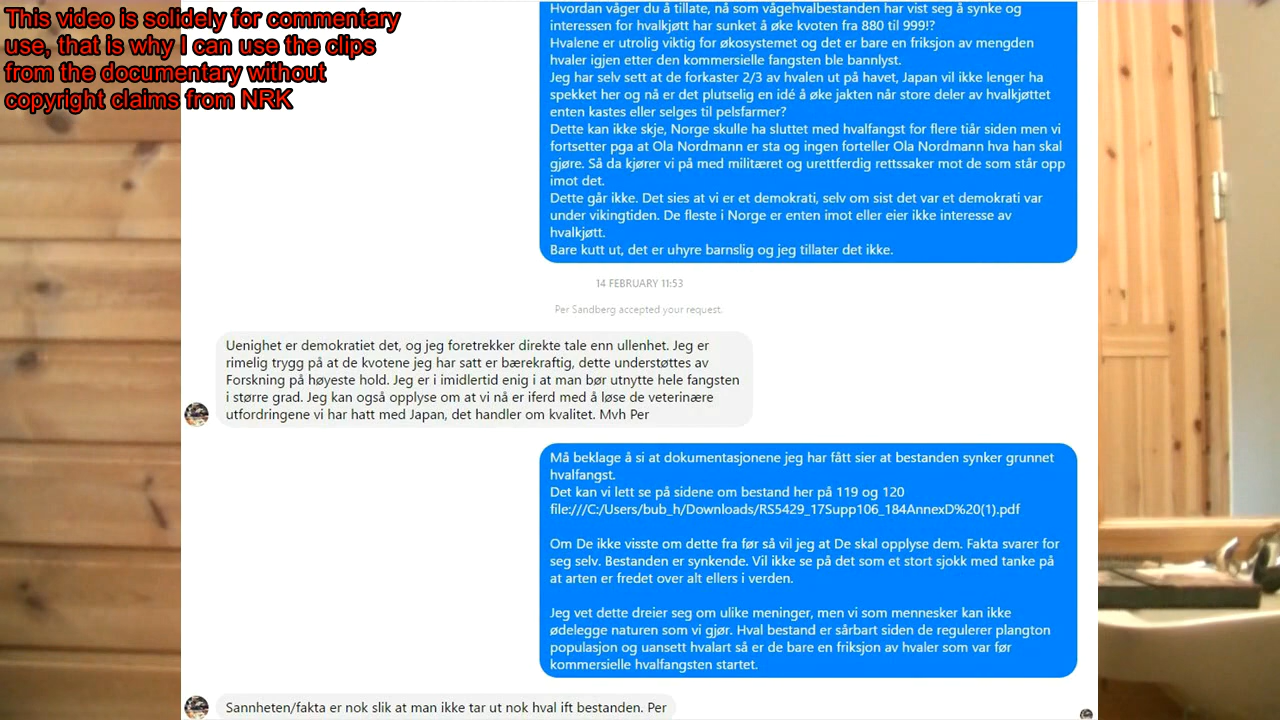 This video is solidely for commentary
use, that is why I can use the clips
from the documentary without
copyright claims from NRK
Hvordan våger du å tillate, nå som vågehvalbestanden har vist seg å synke og
interessen for hvalkjøtt har sunket å øke kvoten fra 880 til 999!?
Hvalene er utrolig viktig for økosystemet og det er bare en friksjon av mengden
hvaler igjen etter den kommersielle fangsten ble bannlyst.
Jeg har selv sett at de forkaster 2/3 av hvalen ut på havet, Japan vil ikke lenger ha
spekket her og nå er det plutselig en idé å øke jakten når store deler av hvalkjøttet
enten kastes eller selges til pelsfarmer?
Dette kan ikke skje, Norge skulle ha sluttet med hvalfangst for flere tiår siden men vi
fortsetter pga at Ola Nordmann er sta og ingen forteller Ola Nordmann hva han skal
gjøre. Så da kjører vi på med militæret og urettferdig rettssaker mot de som står opp
imot det.
Dette går ikke. Det sies at vi er et demokrati, selv om sist det var et demokrati var
under vikingtiden. De fleste i Norge er enten imot eller eier ikke interesse av
hvalkjøtt.
Bare kutt ut, det er uhyre barnslig og jeg tillater det ikke.
14 FEBRUARY 11:53
Per Sandberg accepted your request.
Uenighet er demokratiet det, og jeg foretrekker direkte tale enn ullenhet. Jeg er
rimelig trygg på at de kvotene jeg har satt er bærekraftig, dette understøttes av
Forskning på høyeste hold. Jeg er i imidlertid enig i at man bør utnytte hele fangsten
i større grad. Jeg kan også opplyse om at vi nå er iferd med å løse de veterinære
utfordringene vi har hatt med Japan, det handler om kvalitet. Mvh Per
Må beklage å si at dokumentasjonene jeg har fått sier at bestanden synker grunnet
hvalfangst.
Det kan vi lett se på sidene om bestand her på 119 og 120
file:///C:/Users/bub_h/Downloads/RS5429_17Supp106_184AnnexD%20(1).pdf
Om De ikke visste om dette fra før så vil jeg at De skal opplyse dem. Fakta svarer for
seg selv. Bestanden er synkende. Vil ikke se på det som et stort sjokk med tanke på
at arten er fredet over alt ellers i verden.
Jeg vet dette dreier seg om ulike meninger, men vi som mennesker kan ikke
ødelegge naturen som vi gjør. Hval bestand er sårbart siden de regulerer plangton
populasjon og uansett hvalart så er de bare en friksjon av hvaler som var før
kommersielle hvalfangsten startet.
Sannheten/fakta er nok slik at man ikke tar ut nok hval ift bestanden. Per